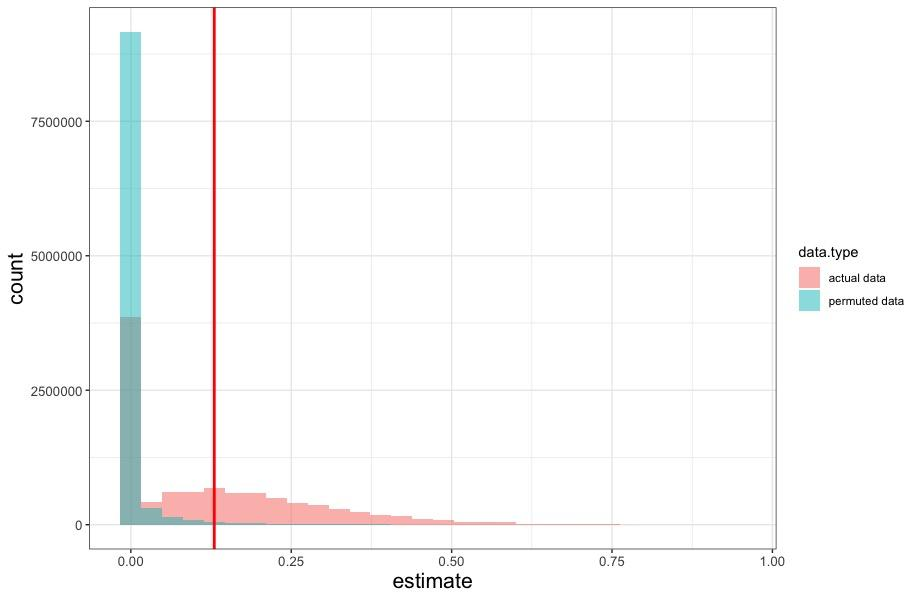 count
7500000
5000000
2500000
0
0.00
0.25
0.50
0.75
1.00
estimate
data.type
actual data
permuted data